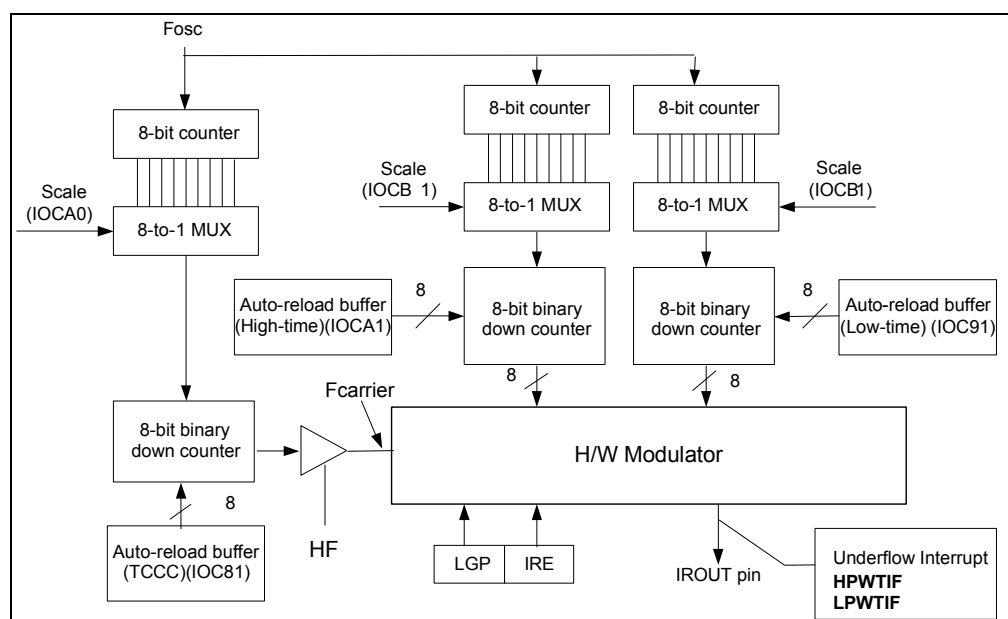 Fosc
8-bit counter
8-bit counter
8-bit counter
Scale
(IOCA0)
Scale
(IOCB 1)
Scale
(IOCB1)
8-to-1 MUX
8-to-1 MUX
8-to-1 MUX
Auto-reload buffer
(High-time)(IOCA1)
8
8-bit binary
down counter
8-bit binary
down counter
8
Auto-reload buffer
(Low-time) (IOC91)
8
8
Fcarrier
8-bit binary
down counter
H/W Modulator
8
Auto-reload buffer
(TCCC)(IOC81)
HF
LGP
IRE
IROUT pin
Underflow Interrupt
HPWTIF
LPWTIF